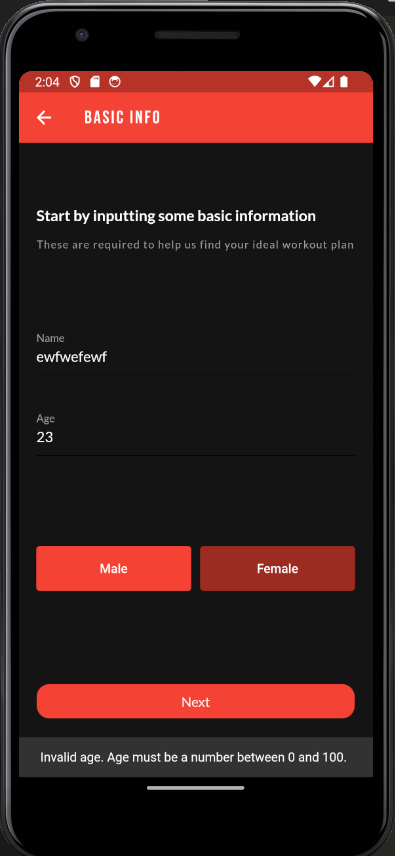 2:04
BASIC INFO
Start by inputting some basic information
These are required to help us find your ideal workout plan
Name
ewfwefewf
Age
23
Male Female
Next
Invalid age. Age must be a number between 0 and 100.